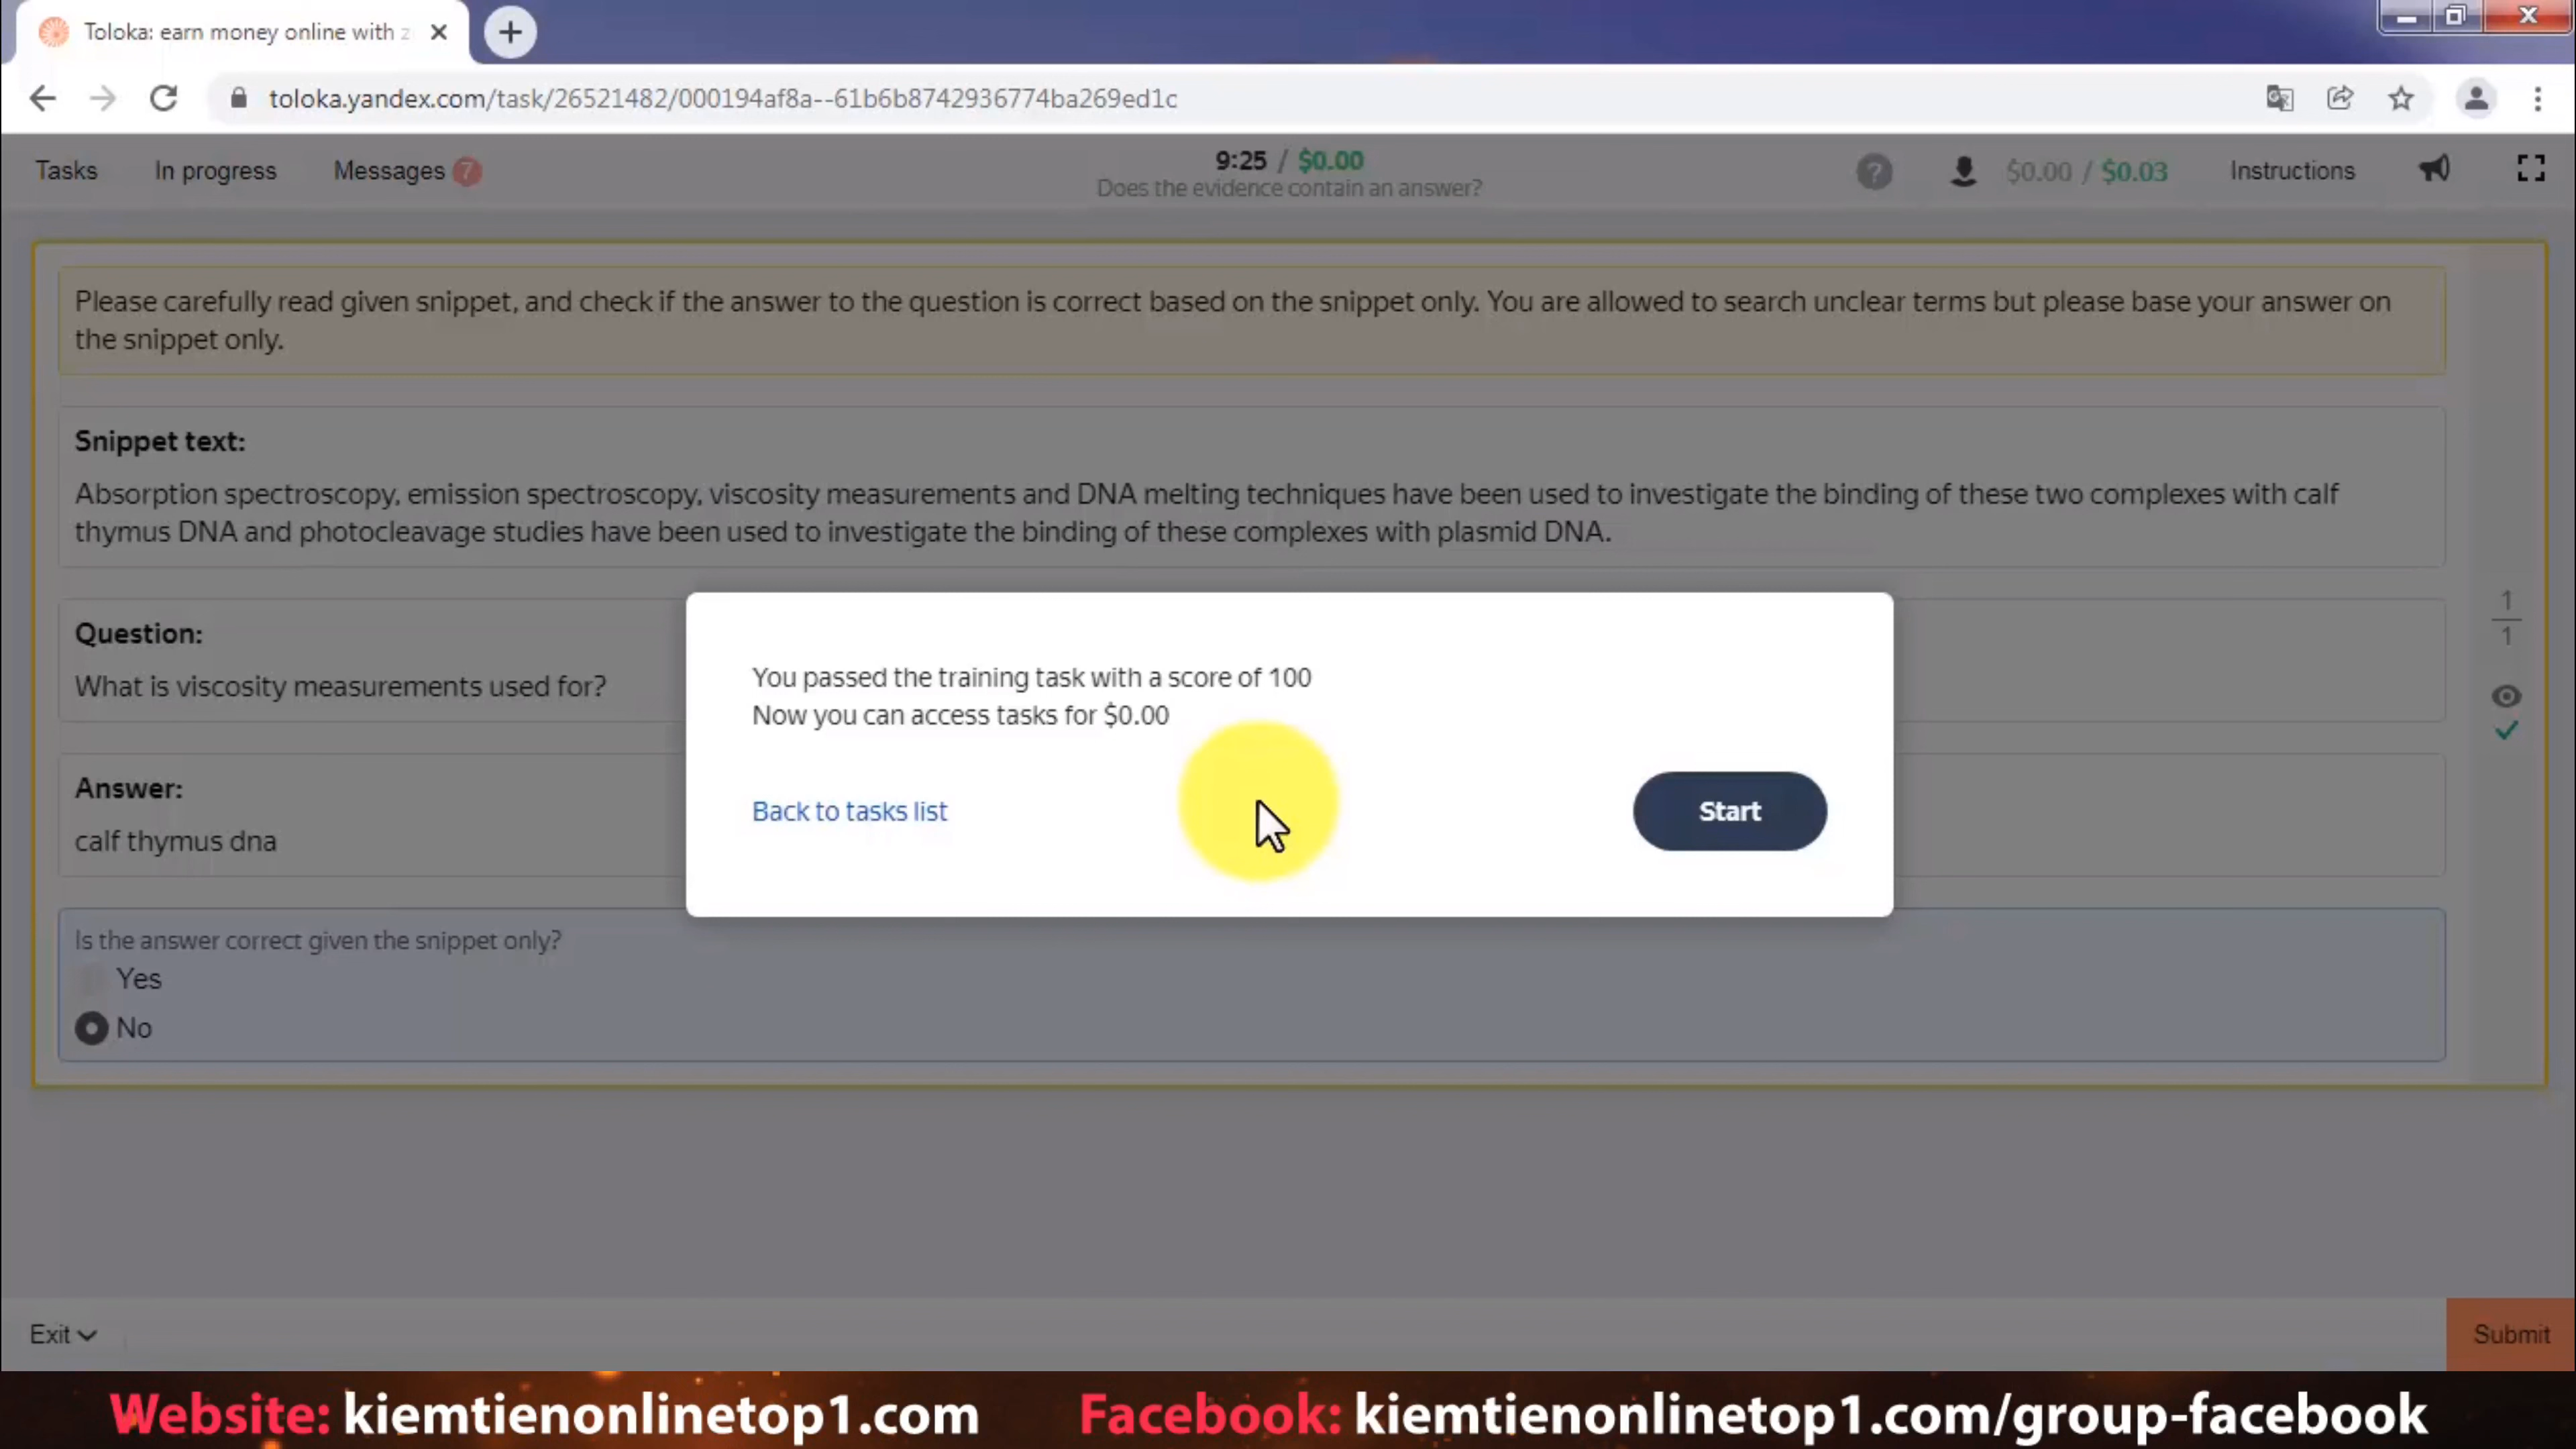 Toloka: earn money online with z
toloka.yandex.com/task/26521482/000194af8a--61b6b8742936774ba269ed1c
Tasks In progress Messages 7 9:25 / $0.00 ? $0.00 / $0.03 Instructions
Does the evidence contain an answer?
Please carefully read given snippet, and check if the answer to the question is correct based on the snippet only. You are allowed to search unclear terms but please base your answer on
the snippet only.
Snippet text:
Absorption spectroscopy, emission spectroscopy, viscosity measurements and DNA melting techniques have been used to investigate the binding of these two complexes with calf
thymus DNA and photocleavage studies have been used to investigate the binding of these complexes with plasmid DNA.
Question:
What is viscosity measurements used for?
1
1
You passed the training task with a score of 100
Now you can access tasks for $0.00
Back to tasks list Start
Answer:
calf thymus dna
Is the answer correct given the snippet only?
Yes
No
Exit Submit
Website: kiemtienonlinetop1.com Facebook: kiemtienonlinetop1.com/group-facebook